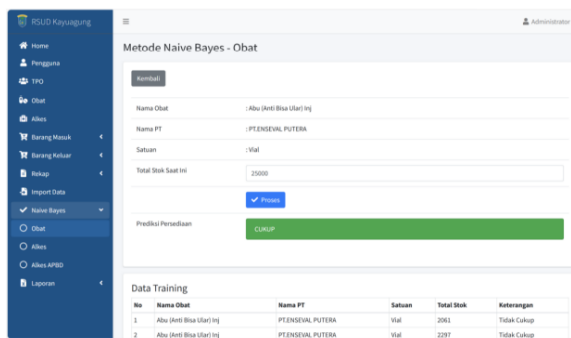 RSUD Kayuagung
Administrator
Home
Pengguna
TPO
Obat
Alkes
Barang Masuk
Barang Keluar
Rekap
Import Data
Naive Bayes
Obat
Alkes
Alkes APBD
Laporan
Metode Naive Bayes - Obat
Kembali
Nama Obat : Abu (Anti Bisa Ular) Inj
Nama PT : PT.ENSEVAL PUTERA
Satuan : Vial
Total Stok Saat Ini 25000
Proses
Prediksi Persediaan CUKUP
Data Training
No Nama Obat Nama PT Satuan Total Stok Keterangan
1 Abu (Anti Bisa Ular) Inj PT.ENSEVAL PUTERA Vial 2061 Tidak Cukup
2 Abu (Anti Bisa Ular) Inj PT.ENSEVAL PUTERA Vial 2297 Tidak Cukup